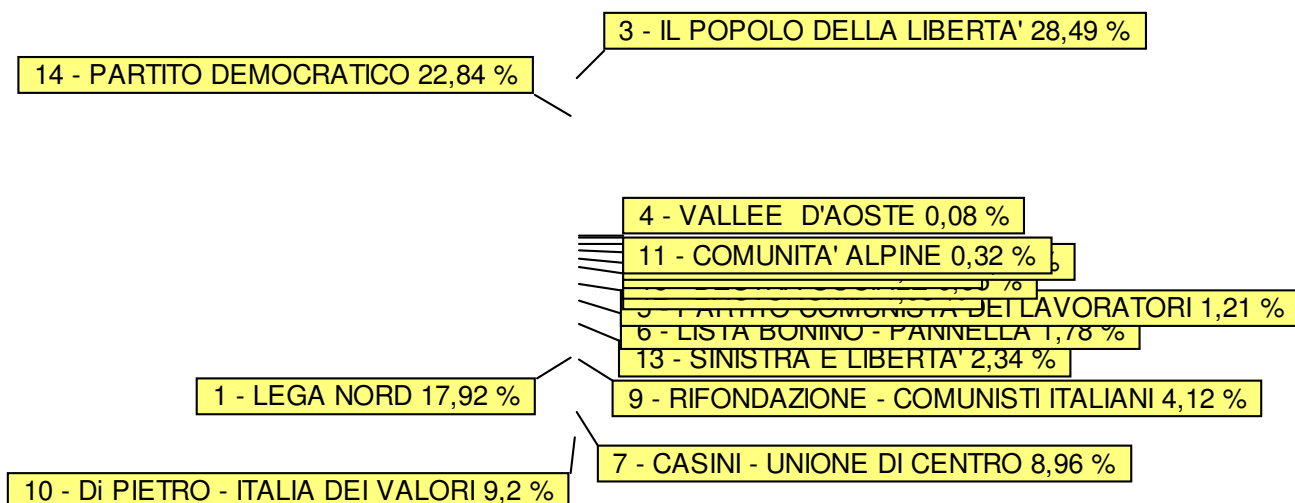 3 - IL POPOLO DELLA LIBERTA' 28,49 %
14 - PARTITO DEMOCRATICO 22,84 %
4 - VALLEE D'AOSTE 0,08 %
11 - COMUNITA' ALPINE 0,32 %
5 - PARTITO COMUNISTA DEI LAVORATORI 1,21 %
6 - LISTA BONINO - PANNELLA 1,78 %
13 - SINISTRA E LIBERTA' 2,34 %
1 - LEGA NORD 17,92 %
9 - RIFONDAZIONE - COMUNISTI ITALIANI 4,12 %
7 - CASINI - UNIONE DI CENTRO 8,96 %
10 - Di PIETRO - ITALIA DEI VALORI 9,2 %